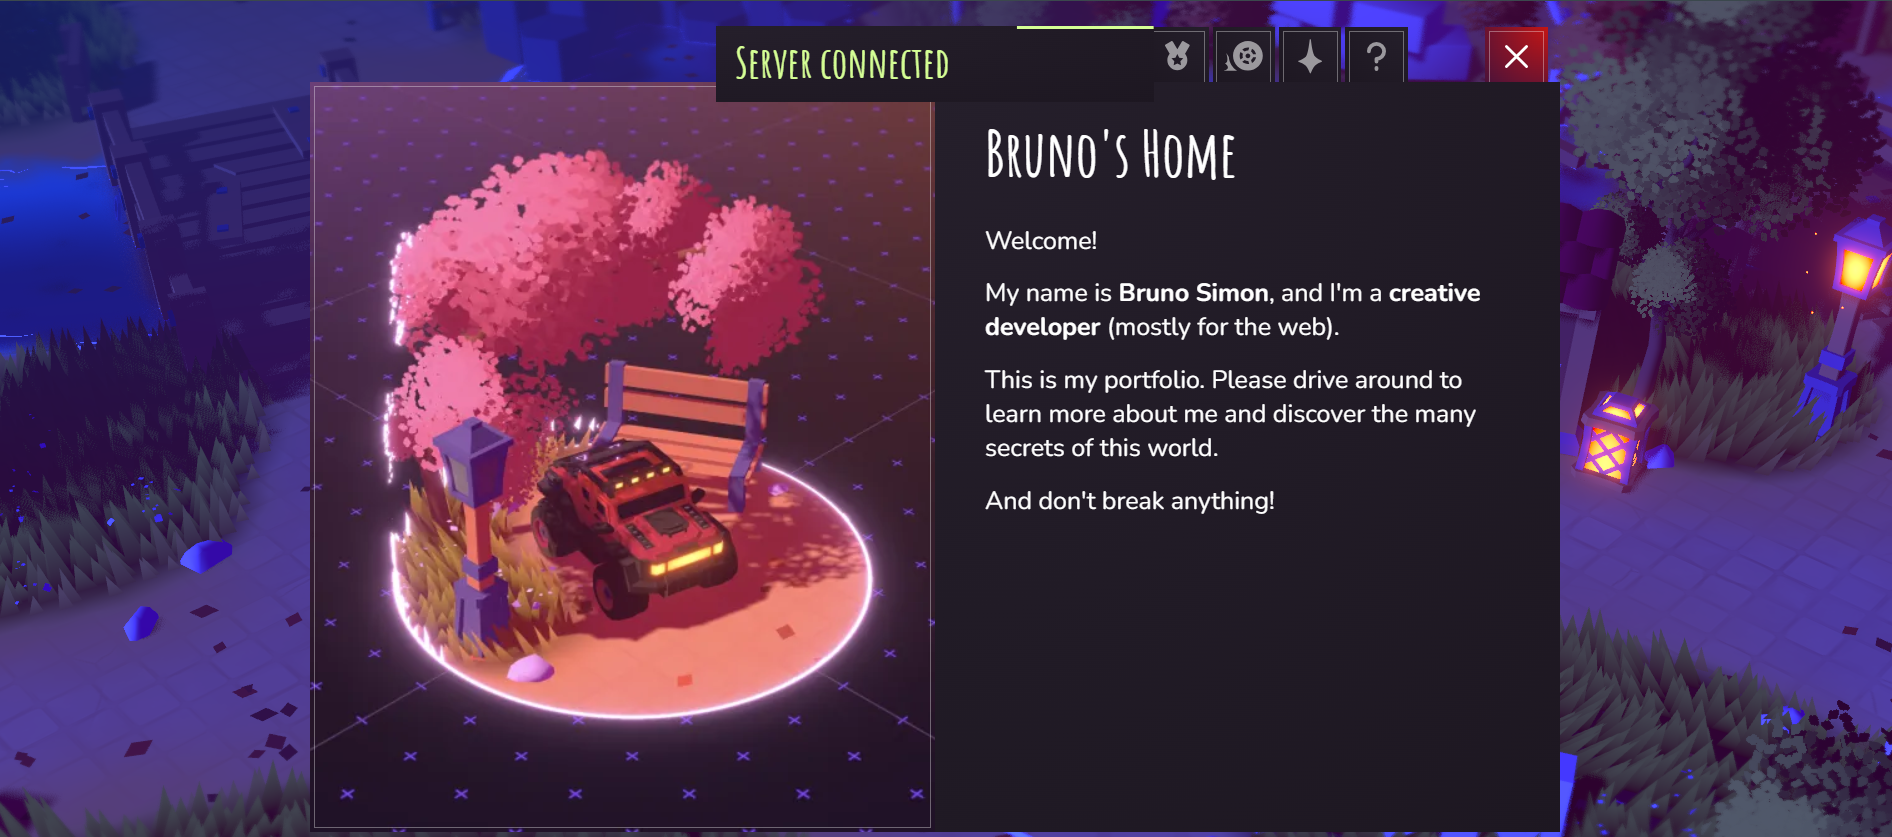 Server connected
Bruno's Home
Welcome!
My name is Bruno Simon, and I'm a creative
developer (mostly for the web).
This is my portfolio. Please drive around to
learn more about me and discover the many
secrets of this world.
And don't break anything!